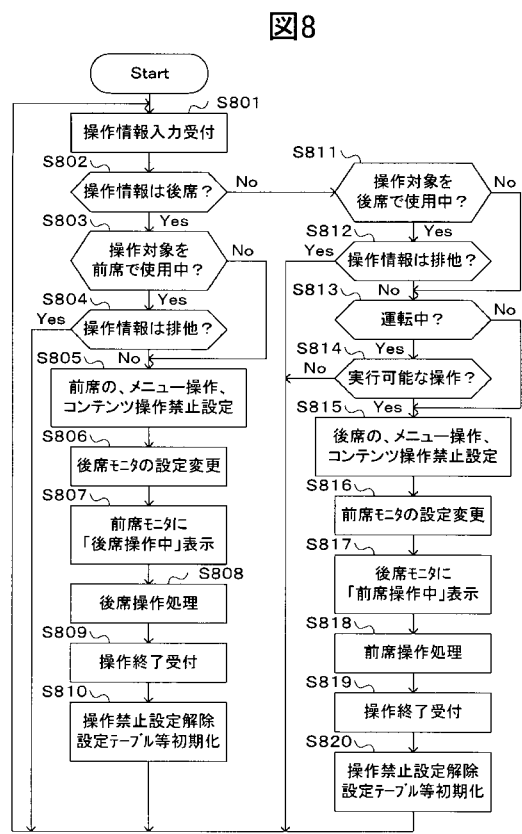 図8
Start
S801
操作情報入力受付
S802
操作情報は後席？
No
Yes
S803
操作対象を
前席で使用中？
No
Yes
S804
操作情報は排他？
Yes
No
S805
前席の、メニュー操作、
コンテンツ操作禁止設定
S806
後席モニタの設定変更
S807
前席モニタに
「後席操作中」表示
S808
後席操作処理
S809
操作終了受付
S810
操作禁止設定解除
設定テーブル等初期化
S811
操作対象を
後席で使用中？
No
Yes
S812
操作情報は排他？
Yes
No
S813
運転中？
No
Yes
S814
実行可能な操作？
No
Yes
S815
後席の、メニュー操作、
コンテンツ操作禁止設定
S816
前席モニタの設定変更
S817
後席モニタに
「前席操作中」表示
S818
前席操作処理
S819
操作終了受付
S820
操作禁止設定解除
設定テーブル等初期化